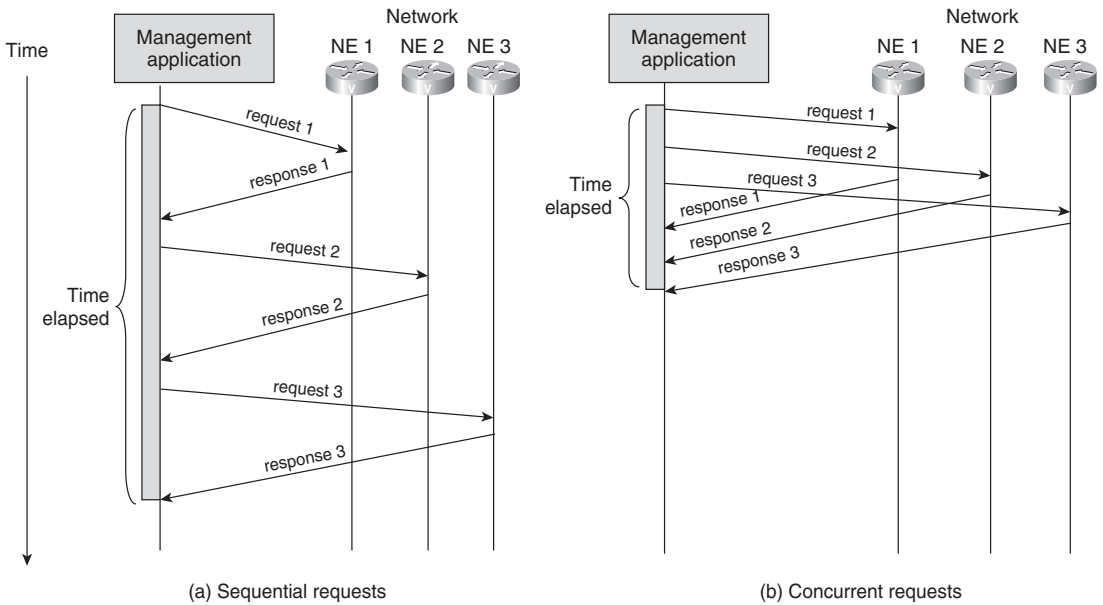 Time
Management
application
Network
NE 1
NE 2
NE 3
V
V
V
request 1
response 1
request 2
Time
elapsed
response 2
request 3
response 3
(a) Sequential requests
Management
application
Network
NE 1
NE 2
NE 3
V
V
V
request 1
request 2
request 3
Time
elapsed
response 1
response 2
response 3
(b) Concurrent requests